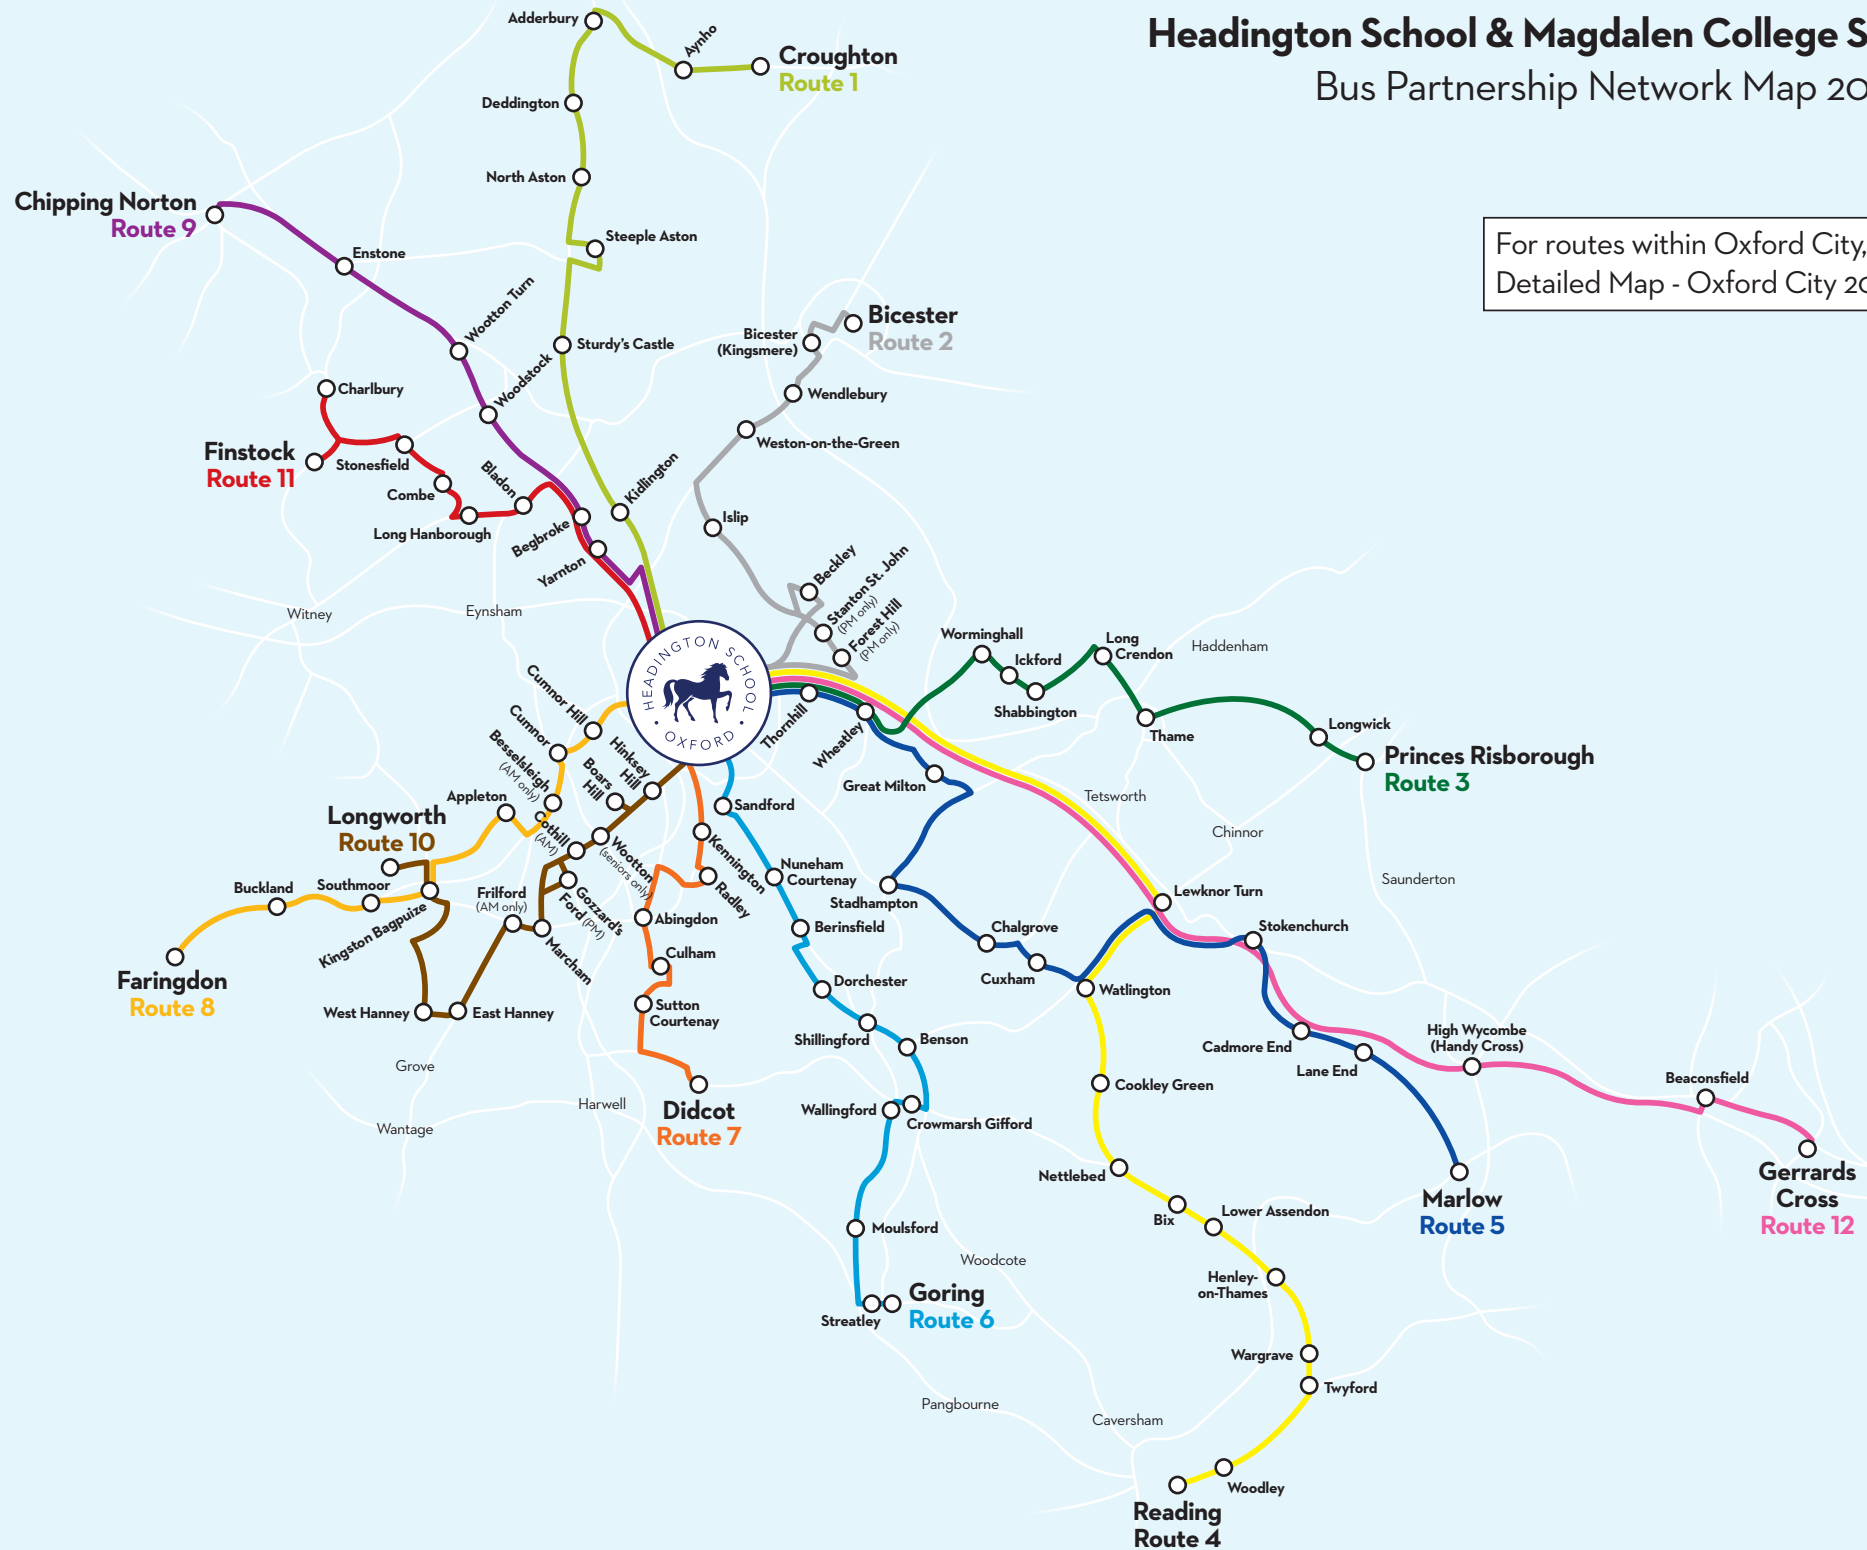 Headington School & Magdalen College S
Bus Partnership Network Map 20
For routes within Oxford City,
Detailed Map - Oxford City 20
Adderbury
Aynho
Croughton
Route 1
Deddington
North Aston
Steeple Aston
Sturdy's Castle
Kidlington
Chipping Norton
Route 9
Enstone
Wootton Turn
Woodstock
Begbroke
Yarnton
Charlbury
Finstock
Route 11
Stonesfield
Combe
Long Hanborough
Bladon
Bicester
Route 2
Bicester
(Kingsmere)
Wendlebury
Weston-on-the-Green
Islip
Beckley
Stanton St. John
(PM only)
Forest Hill
(PM only)
Witney
Eynsham
HEADINGTON SCHOOL
• OXFORD •
Worminghall
Ickford
Shabbington
Long
Crendon
Haddenham
Thame
Longwick
Princes Risborough
Route 3
Thornhill
Wheatley
Great Milton
Tetsworth
Chinnor
Saunderton
Stadhampton
Chalgrove
Cuxham
Watlington
Lewknor Turn
Stokenchurch
Cadmore End
Lane End
High Wycombe
(Handy Cross)
Beaconsfield
Gerrards
Cross
Route 12
Marlow
Route 5
Cumnor Hill
Cumnor
Besselsleigh
(AM only)
Appleton
Hinksey
Hill
Boars
Hill
Longworth
Route 10
Cothill
(AM)
Wootton
(seniors only)
Gozzard's
Ford (PM)
Buckland
Southmoor
Kingston Bagpuize
Frilford
(AM only)
Marcham
Faringdon
Route 8
West Hanney
East Hanney
Grove
Wantage
Harwell
Sandford
Kennington
Radley
Abingdon
Culham
Sutton
Courtenay
Didcot
Route 7
Nuneham
Courtenay
Berinsfield
Dorchester
Shillingford
Benson
Wallingford
Crowmarsh Gifford
Moulsford
Streatley
Goring
Route 6
Woodcote
Pangbourne
Caversham
Cookley Green
Nettlebed
Bix
Lower Assendon
Henley-
on-Thames
Wargrave
Twyford
Woodley
Reading
Route 4